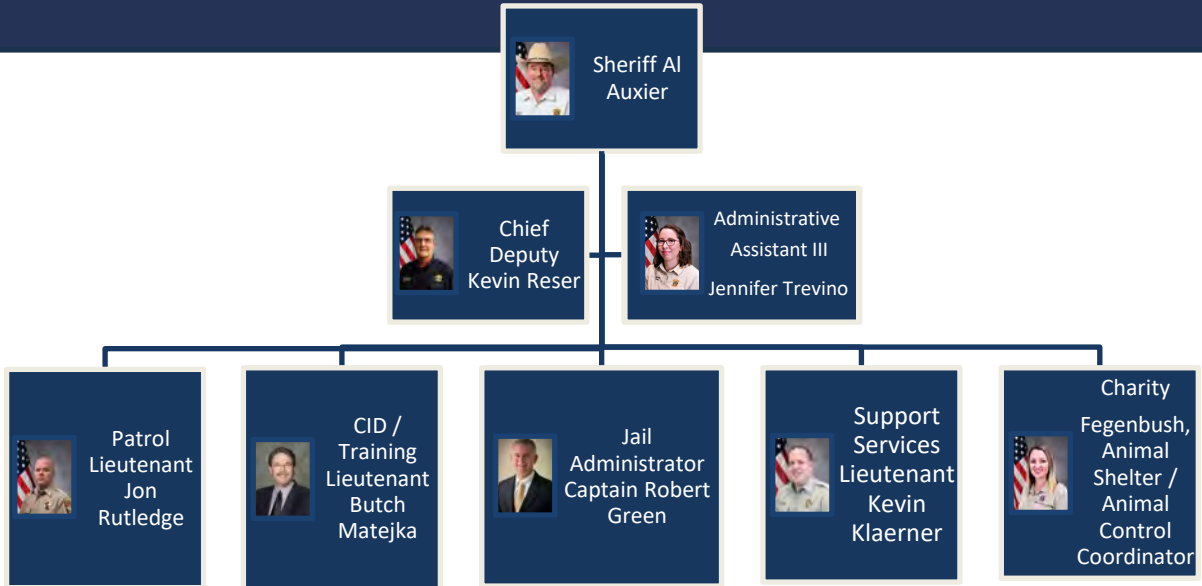 Sheriff Al
Auxier
Chief
Deputy
Kevin Reser
Administrative
Assistant III
Jennifer Trevino
Patrol
Lieutenant
Jon
Rutledge
CID /
Training
Lieutenant
Butch
Matejka
Jail
Administrator
Captain Robert
Green
Support
Services
Lieutenant
Kevin
Klaerner
Charity
Fegenbush,
Animal
Shelter /
Animal
Control
Coordinator